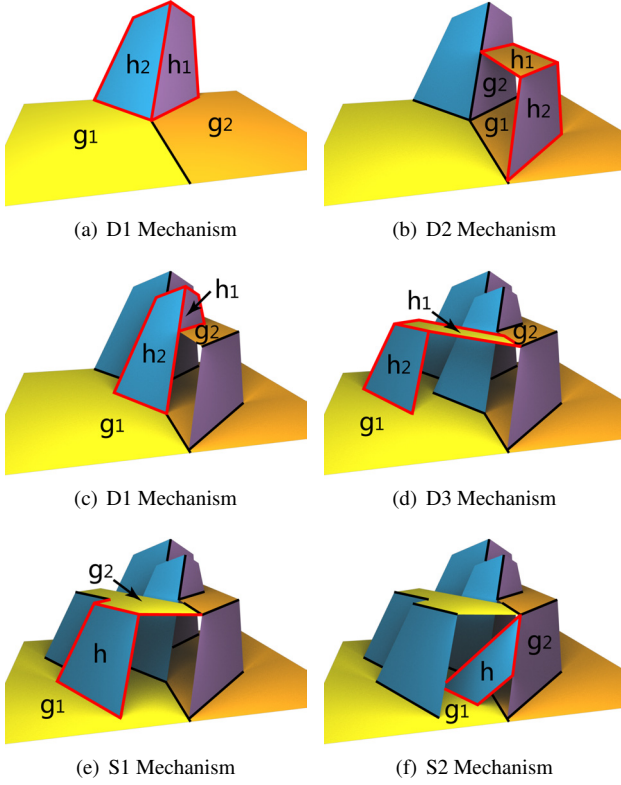 h2 h1
g1 g2
(a) D1 Mechanism
h1
g2
g1 h2
(b) D2 Mechanism
h1
g2
h2
g1
(c) D1 Mechanism
h1
g2
h2
g1
(d) D3 Mechanism
g2
h
g1
(e) S1 Mechanism
g2
h
g1
(f) S2 Mechanism